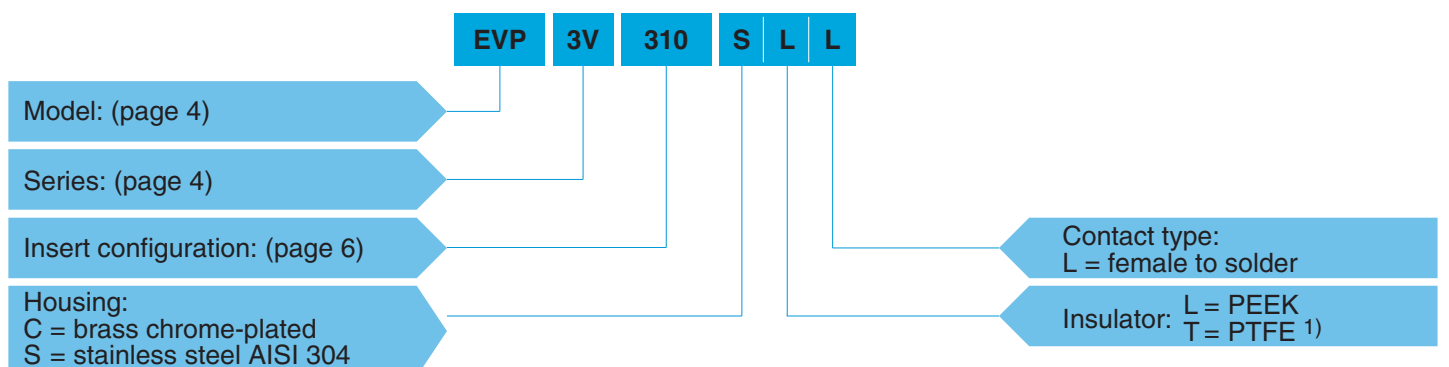 EVP 3V 310 S L L
Model: (page 4)
Series: (page 4)
Insert configuration: (page 6)
Housing:
C = brass chrome-plated
S = stainless steel AISI 304
Contact type:
L = female to solder
Insulator: L = PEEK
T = PTFE 1)